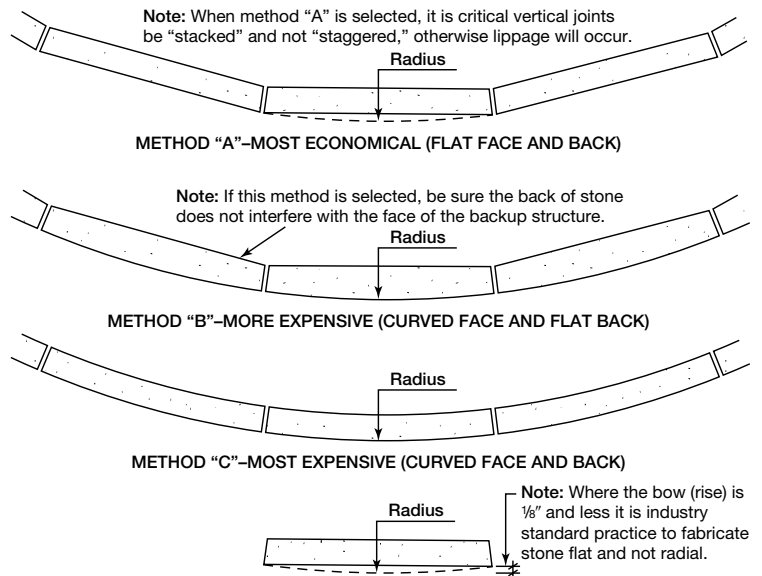 Note: When method “A” is selected, it is critical vertical joints
be “stacked” and not “staggered,” otherwise lippage will occur.
Radius
METHOD “A”–MOST ECONOMICAL (FLAT FACE AND BACK)
Note: If this method is selected, be sure the back of stone
does not interfere with the face of the backup structure.
Radius
METHOD “B”–MORE EXPENSIVE (CURVED FACE AND FLAT BACK)
Radius
METHOD “C”–MOST EXPENSIVE (CURVED FACE AND BACK)
Radius
Note: Where the bow (rise) is
⅛″ and less it is industry
standard practice to fabricate
stone flat and not radial.